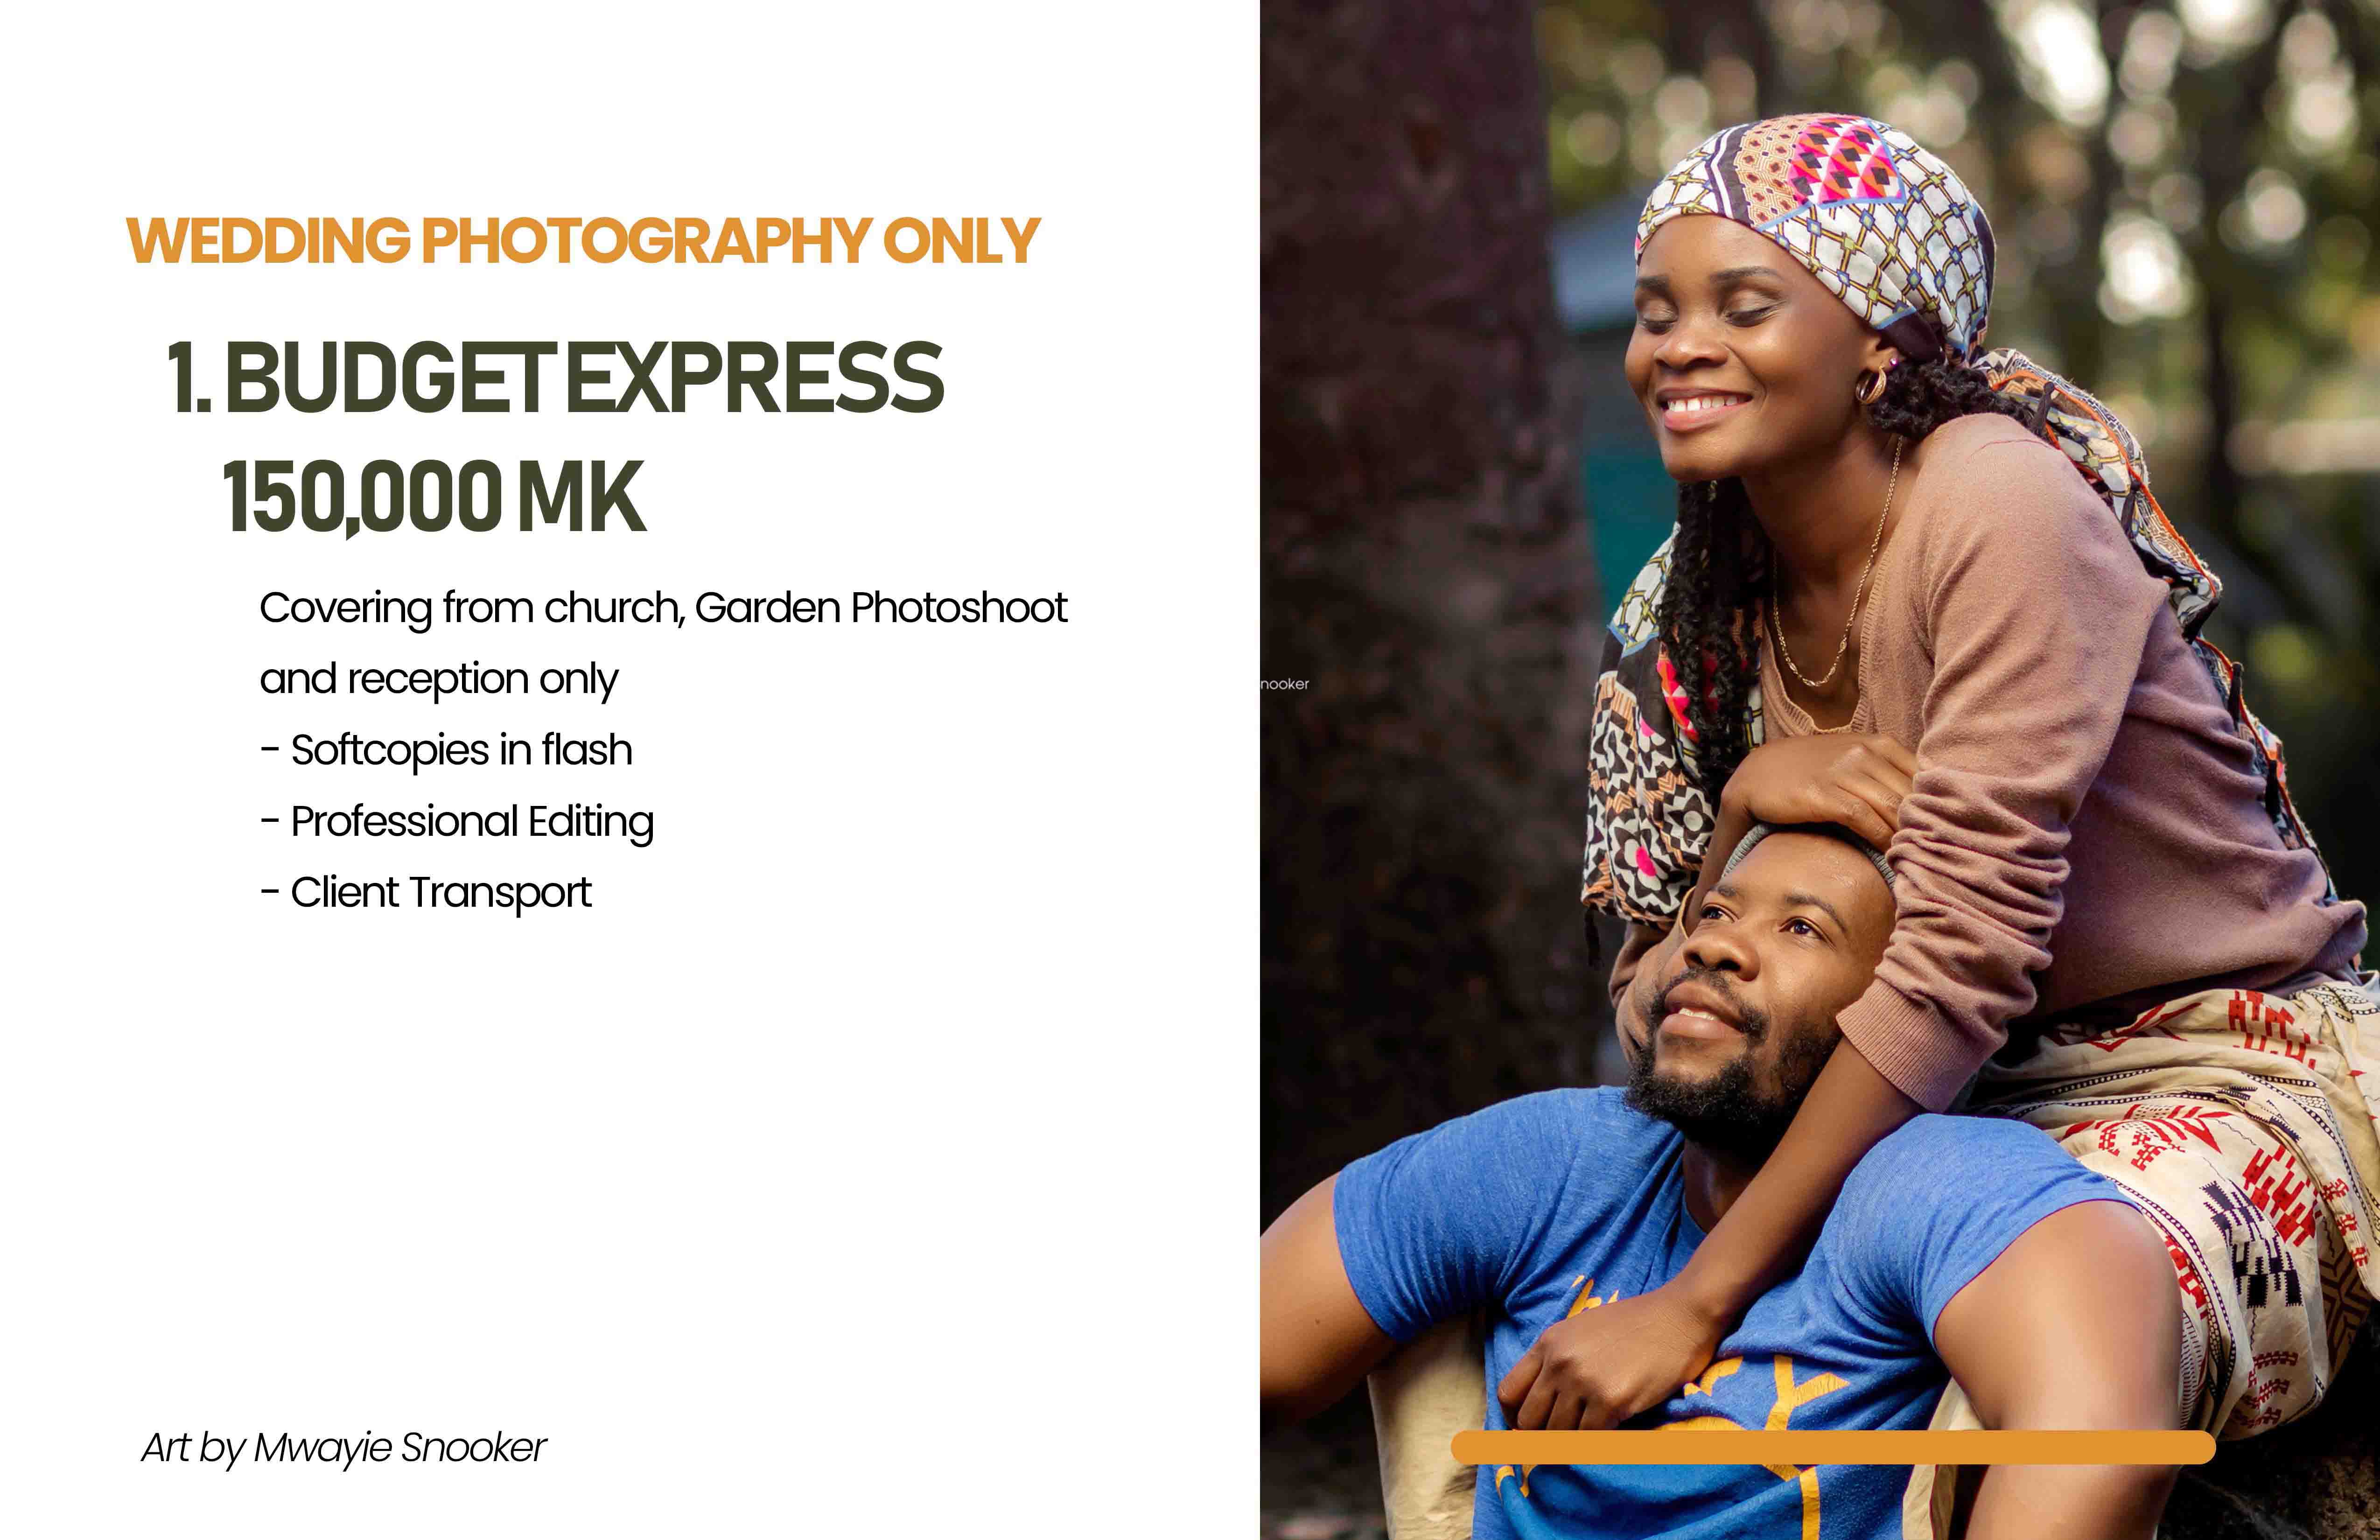 WEDDING PHOTOGRAPHY ONLY
1. BUDGET EXPRESS
150,000 MK
Covering from church, Garden Photoshoot
and reception only
- Softcopies in flash
- Professional Editing
- Client Transport
Art by Mwayie Snooker
nooker